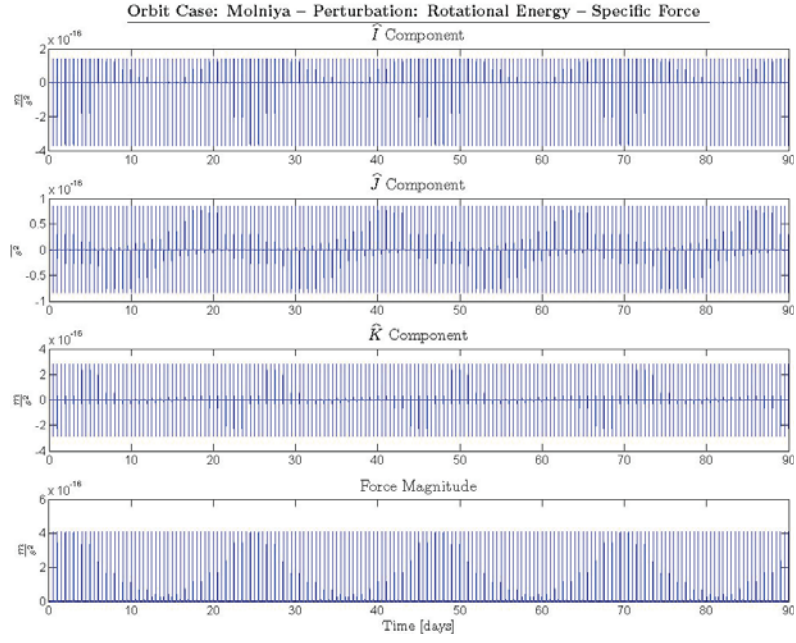 Orbit Case: Molniya – Perturbation: Rotational Energy – Specific Force
Î Component
x 10⁻¹⁶
m/s²
2
0
-2
-4
0 10 20 30 40 50 60 70 80 90
Ĵ Component
x 10⁻¹⁶
/s²
1
0.5
0
-0.5
-1
0 10 20 30 40 50 60 70 80 90
K̂ Component
x 10⁻¹⁶
m/s²
4
2
0
-2
-4
0 10 20 30 40 50 60 70 80 90
Force Magnitude
x 10⁻¹⁶
m/s²
6
4
2
0
0 10 20 30 40 50 60 70 80 90
Time [days]